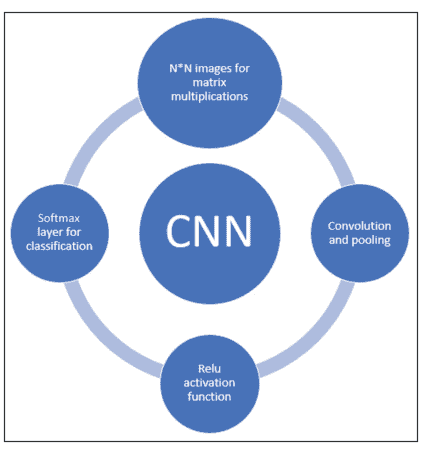 N*N images for
matrix
multiplications
CNN
Softmax
layer for
classification
Convolution
and pooling
Relu
activation
function